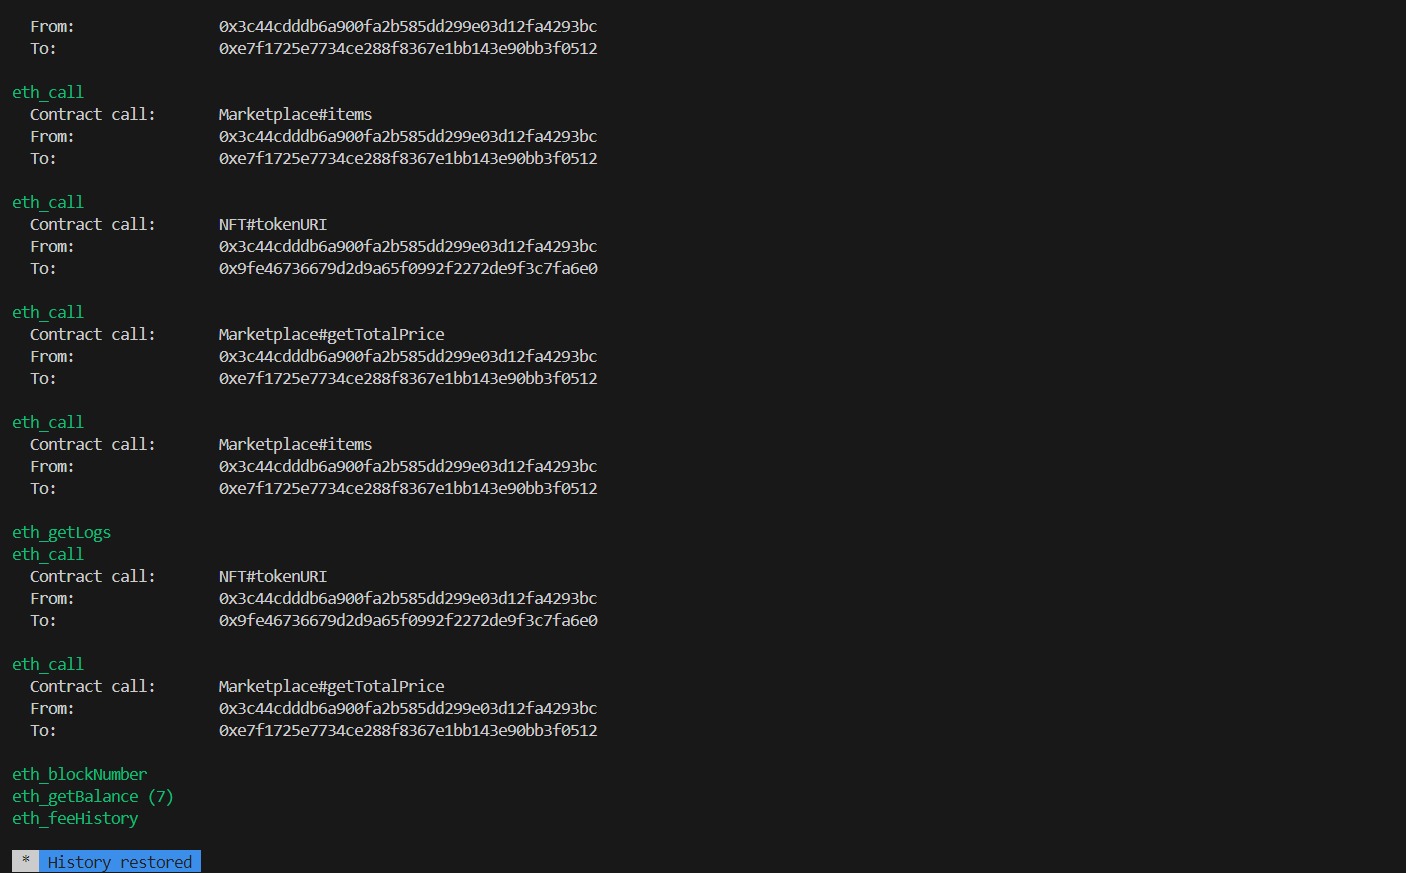 From: 0x3c44cdddb6a900fa2b585dd299e03d12fa4293bc
To: 0xe7f1725e7734ce288f8367e1bb143e90bb3f0512
eth_call
Contract call: Marketplace#items
From: 0x3c44cdddb6a900fa2b585dd299e03d12fa4293bc
To: 0xe7f1725e7734ce288f8367e1bb143e90bb3f0512
eth_call
Contract call: NFT#tokenURI
From: 0x3c44cdddb6a900fa2b585dd299e03d12fa4293bc
To: 0x9fe46736679d2d9a65f0992f2272de9f3c7fa6e0
eth_call
Contract call: Marketplace#getTotalPrice
From: 0x3c44cdddb6a900fa2b585dd299e03d12fa4293bc
To: 0xe7f1725e7734ce288f8367e1bb143e90bb3f0512
eth_call
Contract call: Marketplace#items
From: 0x3c44cdddb6a900fa2b585dd299e03d12fa4293bc
To: 0xe7f1725e7734ce288f8367e1bb143e90bb3f0512
eth_getLogs
eth_call
Contract call: NFT#tokenURI
From: 0x3c44cdddb6a900fa2b585dd299e03d12fa4293bc
To: 0x9fe46736679d2d9a65f0992f2272de9f3c7fa6e0
eth_call
Contract call: Marketplace#getTotalPrice
From: 0x3c44cdddb6a900fa2b585dd299e03d12fa4293bc
To: 0xe7f1725e7734ce288f8367e1bb143e90bb3f0512
eth_blockNumber
eth_getBalance (7)
eth_feeHistory
* History restored